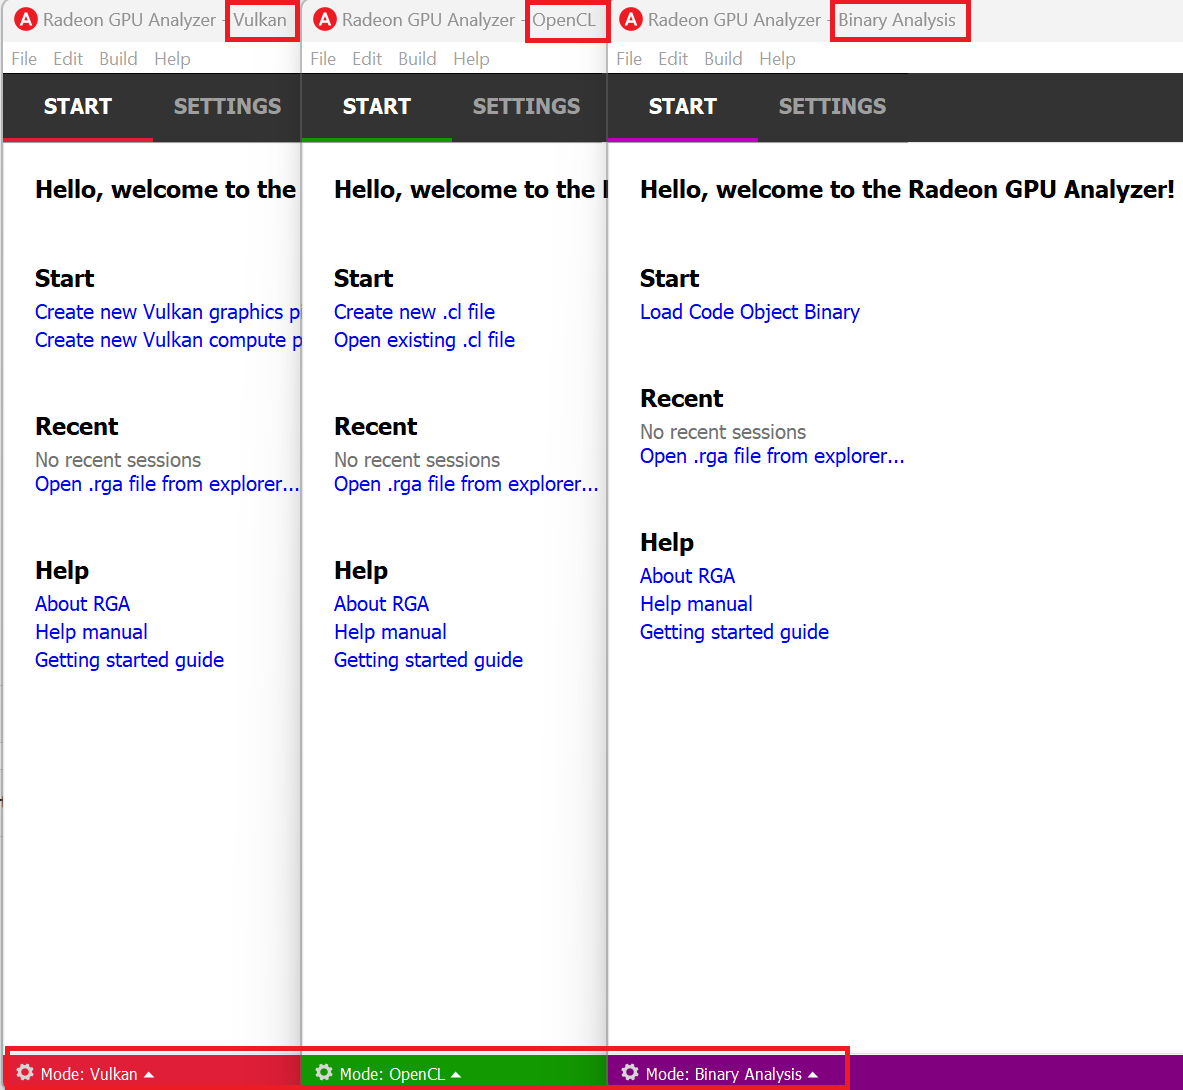 Radeon GPU Analyzer - Vulkan
File Edit Build Help
START SETTINGS
Hello, welcome to the
Start
Create new Vulkan graphics p
Create new Vulkan compute p
Recent
No recent sessions
Open .rga file from explorer...
Help
About RGA
Help manual
Getting started guide
Mode: Vulkan
Radeon GPU Analyzer - OpenCL
File Edit Build Help
START SETTINGS
Hello, welcome to the
Start
Create new .cl file
Open existing .cl file
Recent
No recent sessions
Open .rga file from explorer...
Help
About RGA
Help manual
Getting started guide
Mode: OpenCL
Radeon GPU Analyzer - Binary Analysis
File Edit Build Help
START SETTINGS
Hello, welcome to the Radeon GPU Analyzer!
Start
Load Code Object Binary
Recent
No recent sessions
Open .rga file from explorer...
Help
About RGA
Help manual
Getting started guide
Mode: Binary Analysis